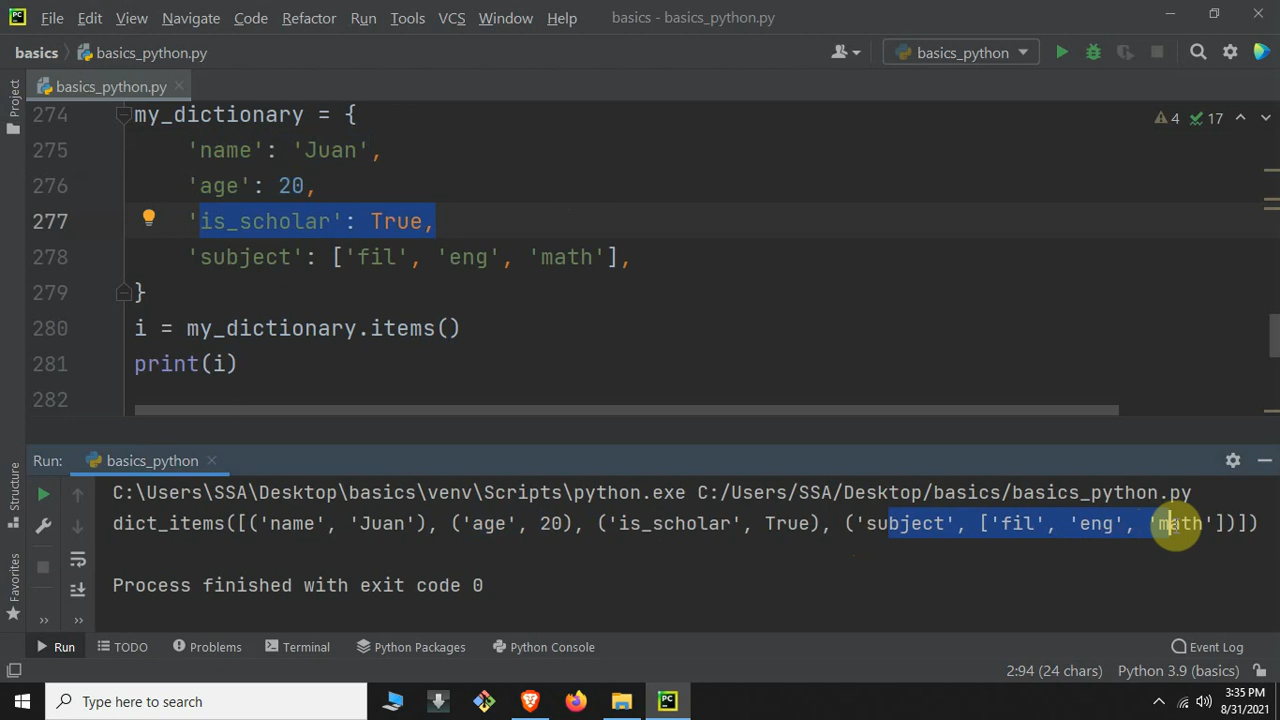 File Edit View Navigate Code Refactor Run Tools VCS Window Help basics - basics_python.py
basics basics_python.py basics_python
Project
basics_python.py
274 my_dictionary = {
4 17
275 'name': 'Juan',
276 'age': 20,
277 'is_scholar': True,
278 'subject': ['fil', 'eng', 'math'],
279 }
280 i = my_dictionary.items()
281 print(i)
282
Run: basics_python
Structure
Favorites
C:\Users\SSA\Desktop\basics\venv\Scripts\python.exe C:/Users/SSA/Desktop/basics/basics_python.py
dict_items([('name', 'Juan'), ('age', 20), ('is_scholar', True), ('subject', ['fil', 'eng', 'math'])])
Process finished with exit code 0
Run TODO Problems Terminal Python Packages Python Console Event Log
2:94 (24 chars) Python 3.9 (basics)
Type here to search
3:35 PM
8/31/2021